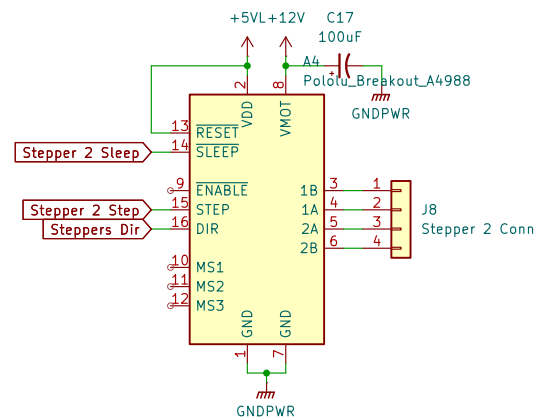 +5VL +12V C17
100uF
A4
Pololu_Breakout_A4988
+
2 8
VDD VMOT
GNDPWR
13 RESET
Stepper 2 Sleep 14 SLEEP
9 ENABLE 1B 3 1
Stepper 2 Step 15 STEP 1A 4 2 J8
Steppers Dir 16 DIR 2A 5 3 Stepper 2 Conn
2B 6 4
10 MS1
11 MS2
12 MS3
GND GND
1 7
GNDPWR